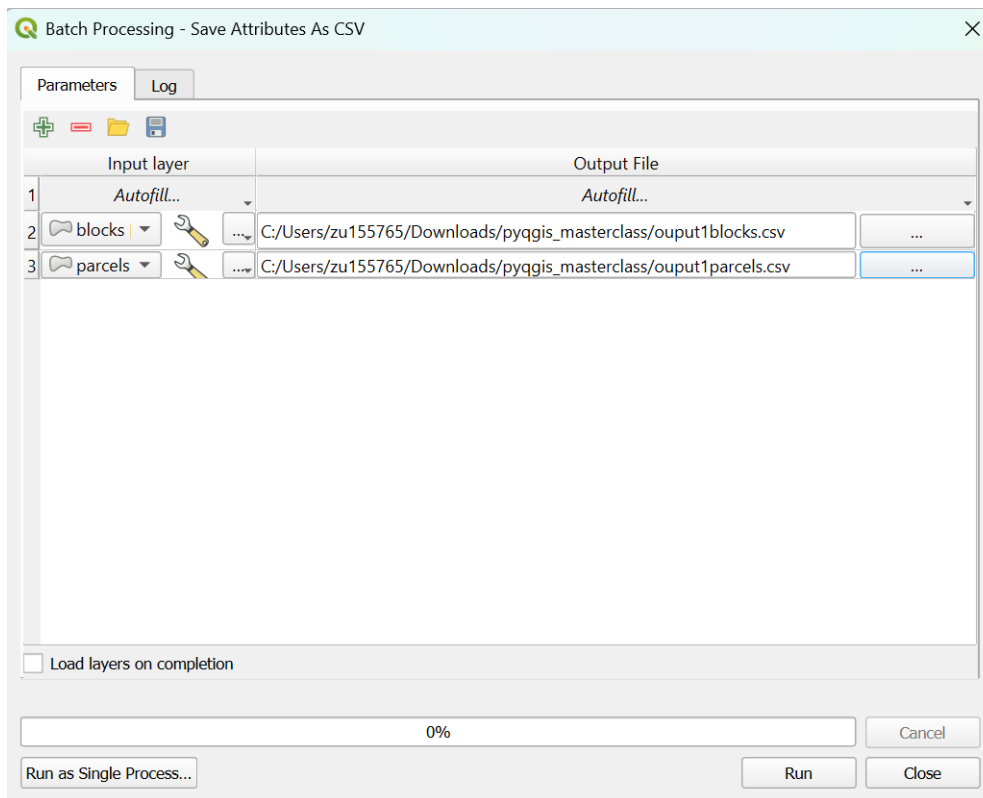 Batch Processing - Save Attributes As CSV
Parameters Log
Input layer Output File
1 Autofill... Autofill...
2 blocks ... C:/Users/zu155765/Downloads/pyqgis_masterclass/ouput1blocks.csv ...
3 parcels ... C:/Users/zu155765/Downloads/pyqgis_masterclass/ouput1parcels.csv ...
Load layers on completion
0% Cancel
Run as Single Process... Run Close